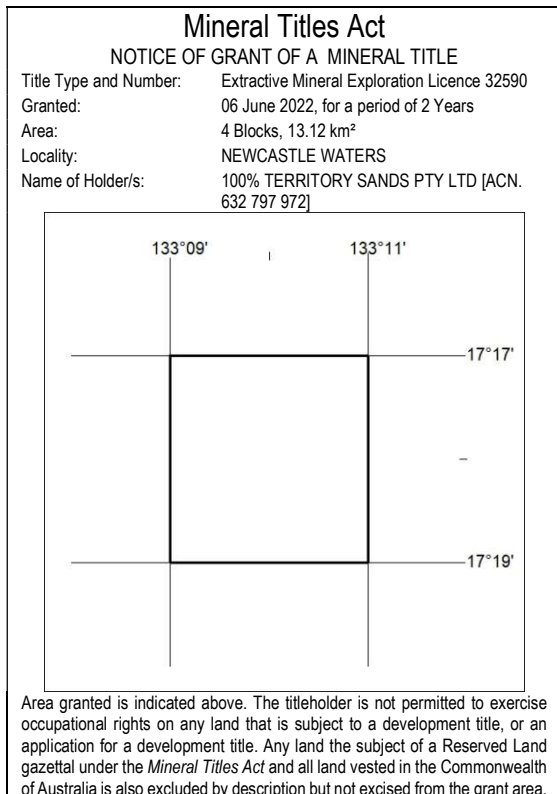 Mineral Titles Act
NOTICE OF GRANT OF A MINERAL TITLE
Title Type and Number: Extractive Mineral Exploration Licence 32590
Granted: 06 June 2022, for a period of 2 Years
Area: 4 Blocks, 13.12 km²
Locality: NEWCASTLE WATERS
Name of Holder/s: 100% TERRITORY SANDS PTY LTD [ACN.
632 797 972]
133°09' 133°11'
17°17'
17°19'
Area granted is indicated above. The titleholder is not permitted to exercise
occupational rights on any land that is subject to a development title, or an
application for a development title. Any land the subject of a Reserved Land
gazettal under the Mineral Titles Act and all land vested in the Commonwealth
of Australia is also excluded by description but not excised from the grant area.